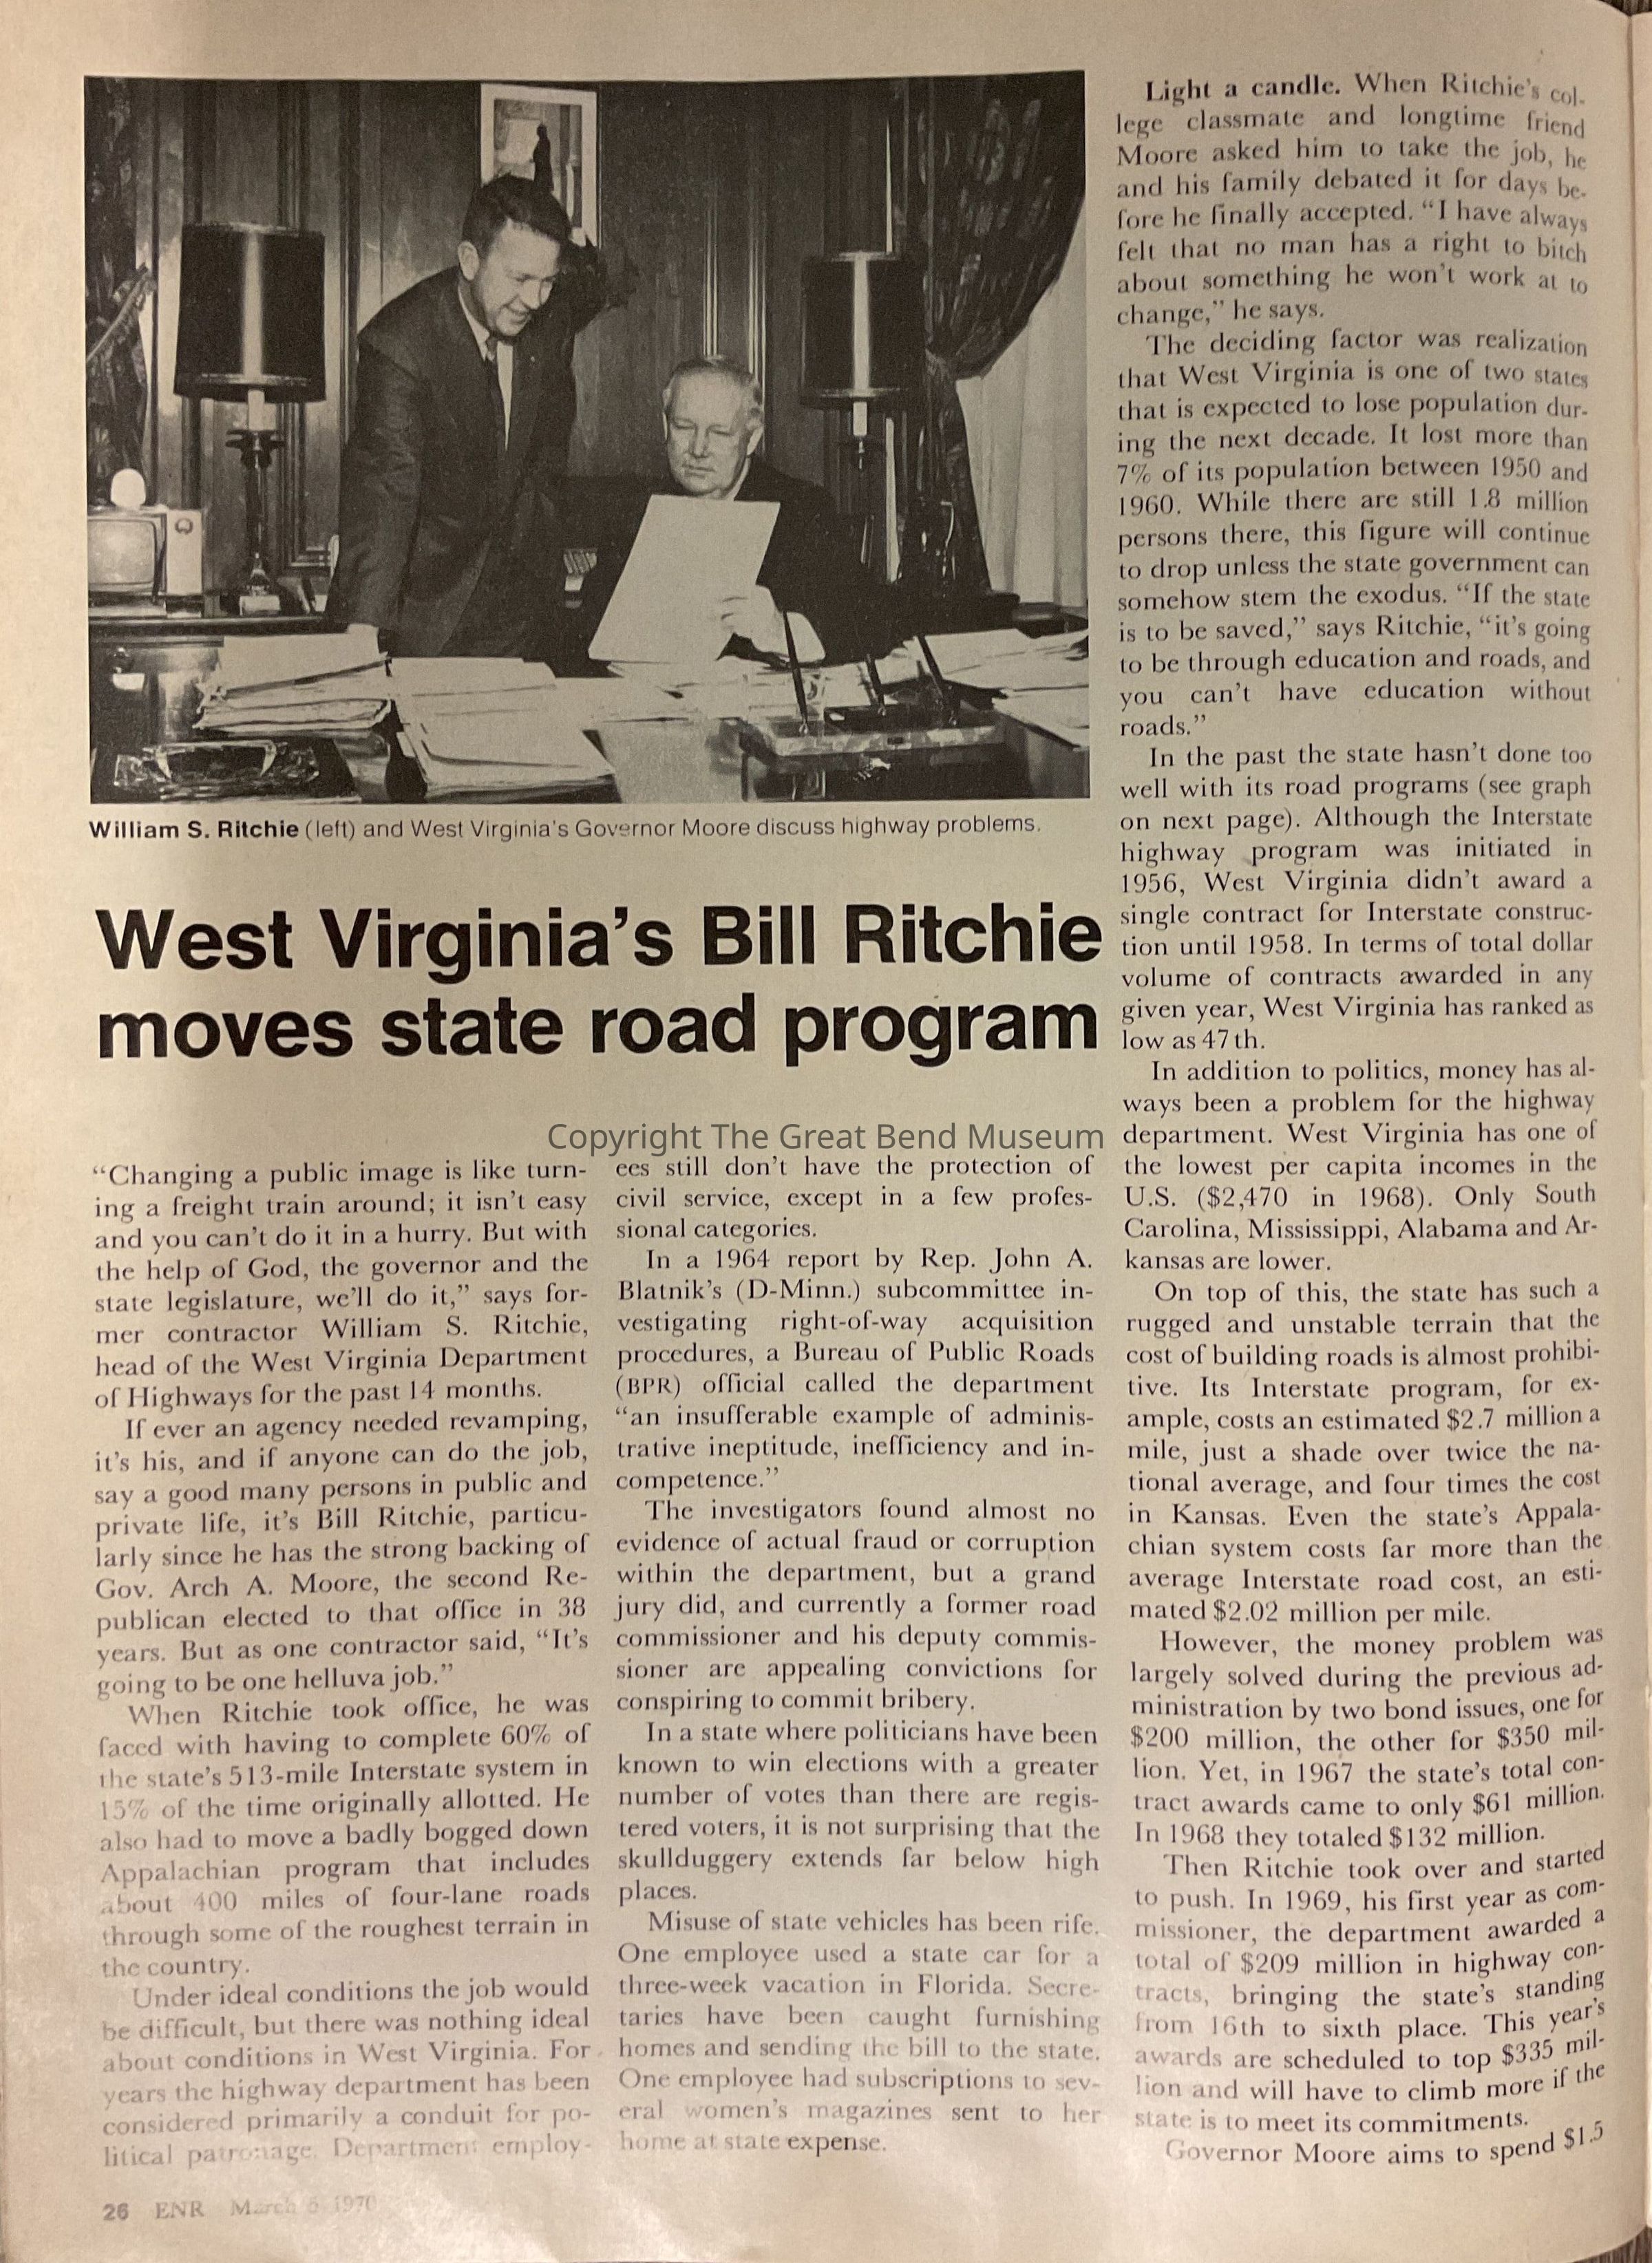 William S. Ritchie (left) and West Virginia's Governor Moore discuss highway problems.
West Virginia's Bill Ritchie
moves state road program
Copyright The Great Bend Museum
“Changing a public image is like turn-
ing a freight train around; it isn't easy
and you can't do it in a hurry. But with
the help of God, the governor and the
state legislature, we'll do it,” says for-
mer contractor William S. Ritchie,
head of the West Virginia Department
of Highways for the past 14 months.
If ever an agency needed revamping,
it's his, and if anyone can do the job,
say a good many persons in public and
private life, it's Bill Ritchie, particu-
larly since he has the strong backing of
Gov. Arch A. Moore, the second Re-
publican elected to that office in 38
years. But as one contractor said, “It's
going to be one helluva job.”
When Ritchie took office, he was
faced with having to complete 60% of
the state's 513-mile Interstate system in
15% of the time originally allotted. He
also had to move a badly bogged down
Appalachian program that includes
about 400 miles of four-lane roads
through some of the roughest terrain in
the country.
Under ideal conditions the job would
be difficult, but there was nothing ideal
about conditions in West Virginia. For
years the highway department has been
considered primarily a conduit for po-
litical patronage. Department employ-
ees still don't have the protection of
civil service, except in a few profes-
sional categories.
In a 1964 report by Rep. John A.
Blatnik's (D-Minn.) subcommittee in-
vestigating right-of-way acquisition
procedures, a Bureau of Public Roads
(BPR) official called the department
“an insufferable example of adminis-
trative ineptitude, inefficiency and in-
competence.”
The investigators found almost no
evidence of actual fraud or corruption
within the department, but a grand
jury did, and currently a former road
commissioner and his deputy commis-
sioner are appealing convictions for
conspiring to commit bribery.
In a state where politicians have been
known to win elections with a greater
number of votes than there are regis-
tered voters, it is not surprising that the
skullduggery extends far below high
places.
Misuse of state vehicles has been rife.
One employee used a state car for a
three-week vacation in Florida. Secre-
taries have been caught furnishing
homes and sending the bill to the state.
One employee had subscriptions to sev-
eral women's magazines sent to her
home at state expense.
Light a candle. When Ritchie's col-
lege classmate and longtime friend
Moore asked him to take the job, he
and his family debated it for days be-
fore he finally accepted. “I have always
felt that no man has a right to bitch
about something he won't work at to
change,” he says.
The deciding factor was realization
that West Virginia is one of two states
that is expected to lose population dur-
ing the next decade. It lost more than
7% of its population between 1950 and
1960. While there are still 1.8 million
persons there, this figure will continue
to drop unless the state government can
somehow stem the exodus. “If the state
is to be saved,” says Ritchie, “it's going
to be through education and roads, and
you can't have education without
roads.”
In the past the state hasn't done too
well with its road programs (see graph
on next page). Although the Interstate
highway program was initiated in
1956, West Virginia didn't award a
single contract for Interstate construc-
tion until 1958. In terms of total dollar
volume of contracts awarded in any
given year, West Virginia has ranked as
low as 47th.
In addition to politics, money has al-
ways been a problem for the highway
department. West Virginia has one of
the lowest per capita incomes in the
U.S. ($2,470 in 1968). Only South
Carolina, Mississippi, Alabama and Ar-
kansas are lower.
On top of this, the state has such a
rugged and unstable terrain that the
cost of building roads is almost prohibi-
tive. Its Interstate program, for ex-
ample, costs an estimated $2.7 million a
mile, just a shade over twice the na-
tional average, and four times the cost
in Kansas. Even the state's Appala-
chian system costs far more than the
average Interstate road cost, an esti-
mated $2.02 million per mile.
However, the money problem was
largely solved during the previous ad-
ministration by two bond issues, one for
$200 million, the other for $350 mil-
lion. Yet, in 1967 the state's total con-
tract awards came to only $61 million.
In 1968 they totaled $132 million.
Then Ritchie took over and started
to push. In 1969, his first year as com-
missioner, the department awarded a
total of $209 million in highway con-
tracts, bringing the state's standing
from 16th to sixth place. This year's
awards are scheduled to top $335 mil-
lion and will have to climb more if the
state is to meet its commitments.
Governor Moore aims to spend $1.5
26 ENR March 5, 1970